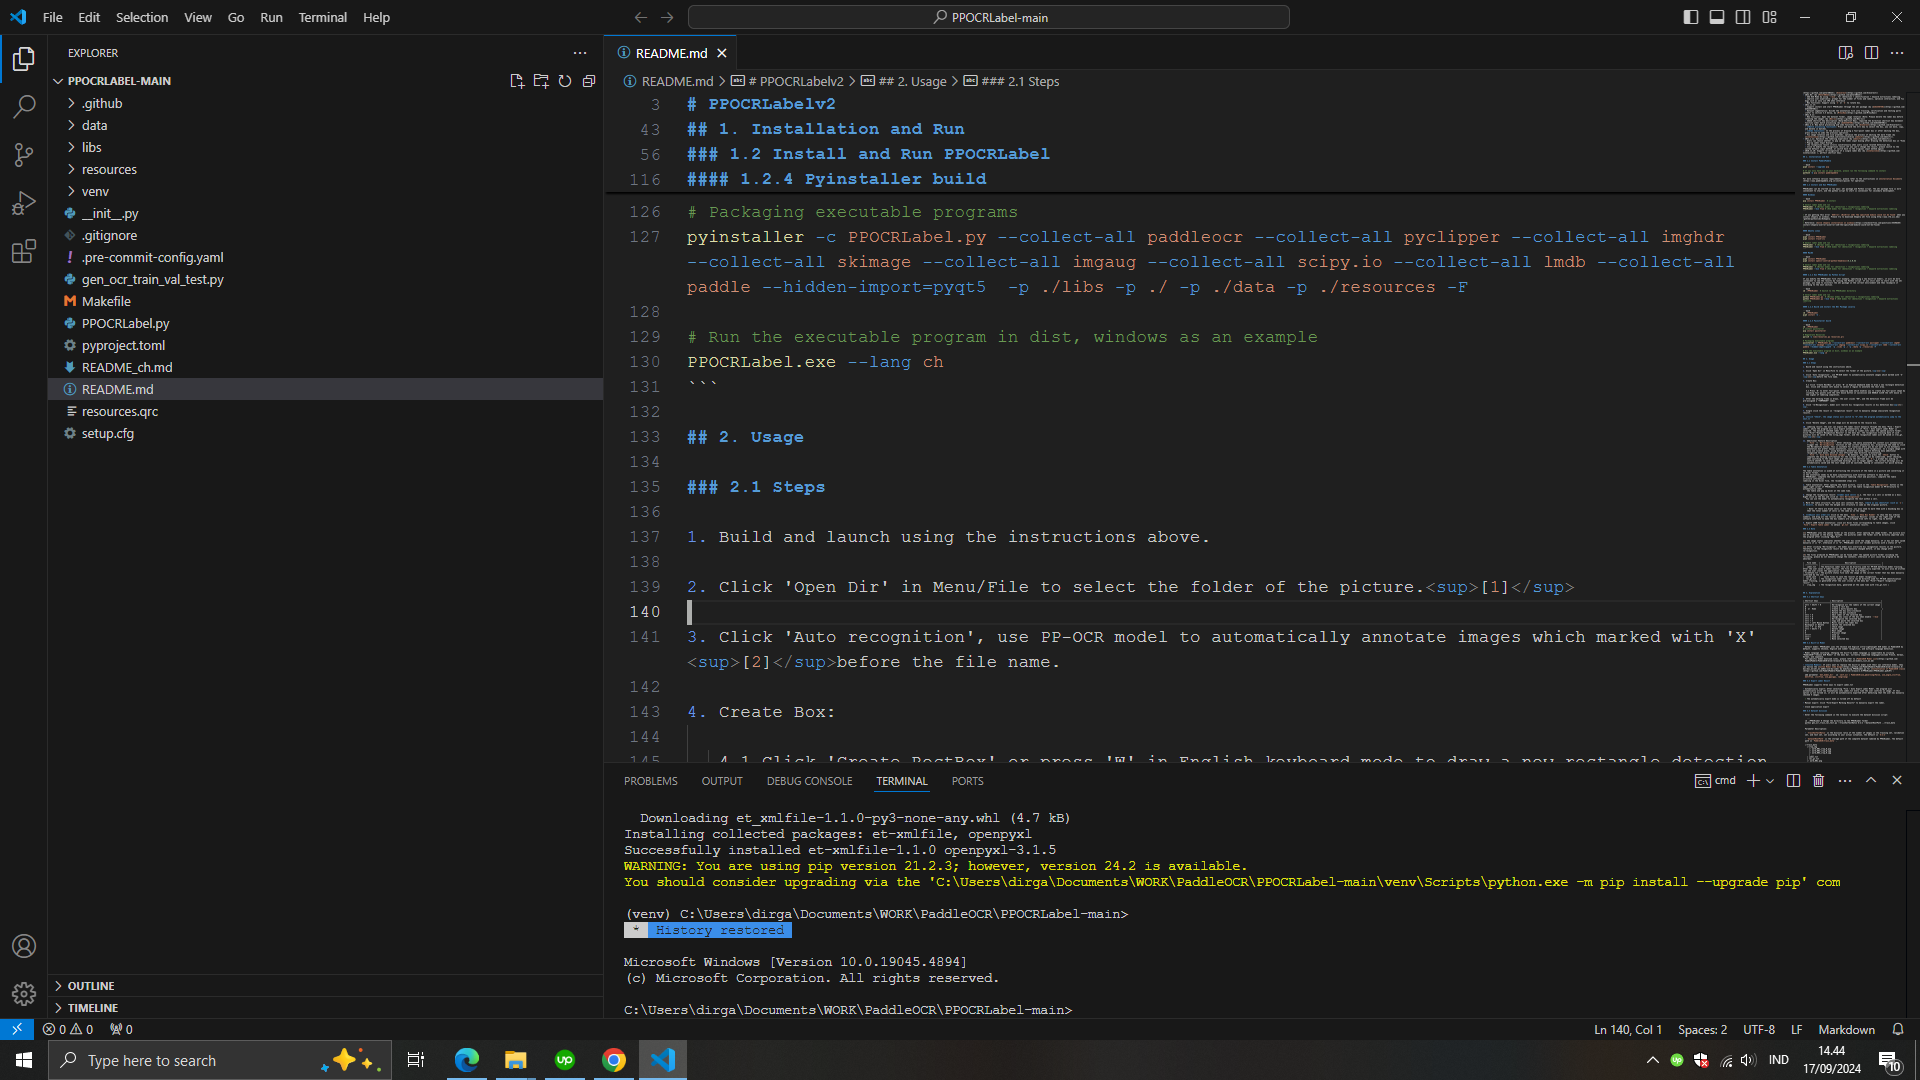 File Edit Selection View Go Run Terminal Help
PPOCRLabel-main
EXPLORER
PPOCRLABEL-MAIN
.github
data
libs
resources
venv
__init__.py
.gitignore
.pre-commit-config.yaml
gen_ocr_train_val_test.py
Makefile
PPOCRLabel.py
pyproject.toml
README_ch.md
README.md
resources.qrc
setup.cfg
OUTLINE
TIMELINE
README.md
README.md > # PPOCRLabelv2 > ## 2. Usage > ### 2.1 Steps
3 # PPOCRLabelv2
43 ## 1. Installation and Run
56 ### 1.2 Install and Run PPOCRLabel
116 #### 1.2.4 Pyinstaller build
126 # Packaging executable programs
127 pyinstaller -c PPOCRLabel.py --collect-all paddleocr --collect-all pyclipper --collect-all imghdr
--collect-all skimage --collect-all imgaug --collect-all scipy.io --collect-all lmdb --collect-all
paddle --hidden-import=pyqt5  -p ./libs -p ./ -p ./data -p ./resources -F
128
129 # Run the executable program in dist, windows as an example
130 PPOCRLabel.exe --lang ch
131 ```
132
133 ## 2. Usage
134
135 ### 2.1 Steps
136
137 1. Build and launch using the instructions above.
138
139 2. Click 'Open Dir' in Menu/File to select the folder of the picture.<sup>[1]</sup>
140
141 3. Click 'Auto recognition', use PP-OCR model to automatically annotate images which marked with 'X'
<sup>[2]</sup>before the file name.
142
143 4. Create Box:
144
145 4.1 Click 'Create RectBox' or press 'W' in English keyboard mode to draw a new rectangle detection
PROBLEMS OUTPUT DEBUG CONSOLE TERMINAL PORTS
cmd
Downloading et_xmlfile-1.1.0-py3-none-any.whl (4.7 kB)
Installing collected packages: et-xmlfile, openpyxl
Successfully installed et-xmlfile-1.1.0 openpyxl-3.1.5
WARNING: You are using pip version 21.2.3; however, version 24.2 is available.
You should consider upgrading via the 'C:\Users\dirga\Documents\WORK\PaddleOCR\PPOCRLabel-main\venv\Scripts\python.exe -m pip install --upgrade pip' com
(venv) C:\Users\dirga\Documents\WORK\PaddleOCR\PPOCRLabel-main>
* History restored
Microsoft Windows [Version 10.0.19045.4894]
(c) Microsoft Corporation. All rights reserved.
C:\Users\dirga\Documents\WORK\PaddleOCR\PPOCRLabel-main>
0 0 0
Ln 140, Col 1 Spaces: 2 UTF-8 LF Markdown
Type here to search
up
IND
14.44
17/09/2024
10